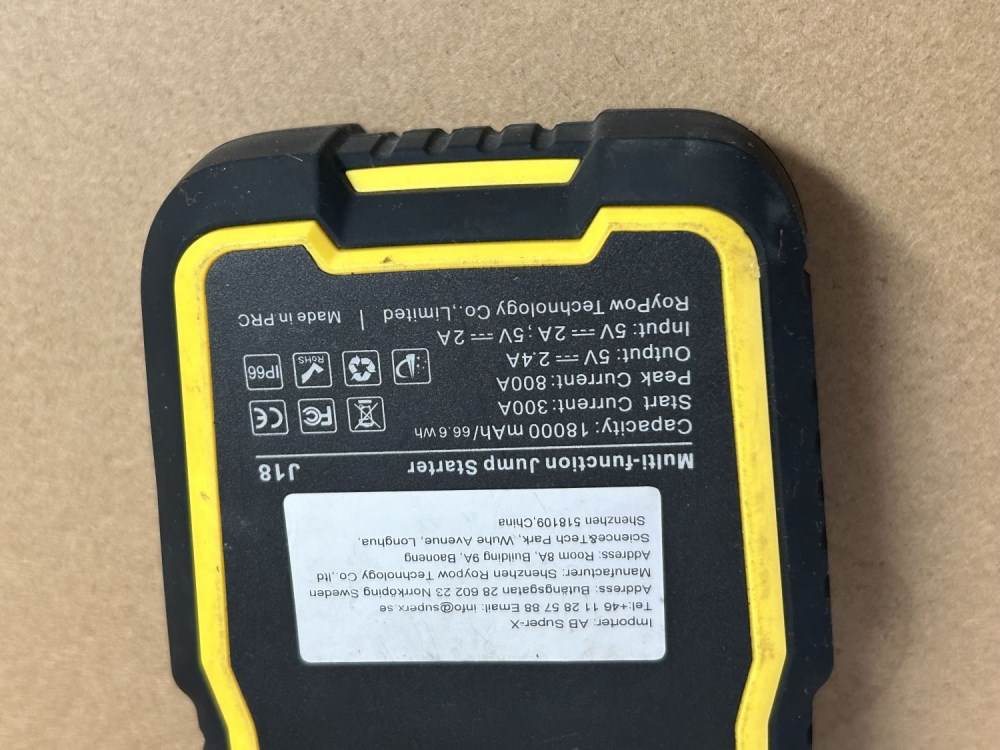 Importer: AB Super-X
Tel:+46 11 28 57 88 Email: info@superx.se
Address: Butängsgatan 28 602 23 Norrköping Sweden
Manufacturer: Shenzhen Roypow Technology Co.,ltd
Address: Room 8A, Building 9A, Baoneng
Science&Tech Park, Wuhe Avenue, Longhua,
Shenzhen 518109,China
Multi-function Jump Starter J18
Capacity: 18000 mAh/66.6Wh
Start Current: 300A
Peak Current: 800A
Output: 5V⎓2.4A
Input: 5V⎓2A; 5V⎓2A
RoyPow Technology Co.,Limited | Made in PRC
FC CE
RoHS IP66